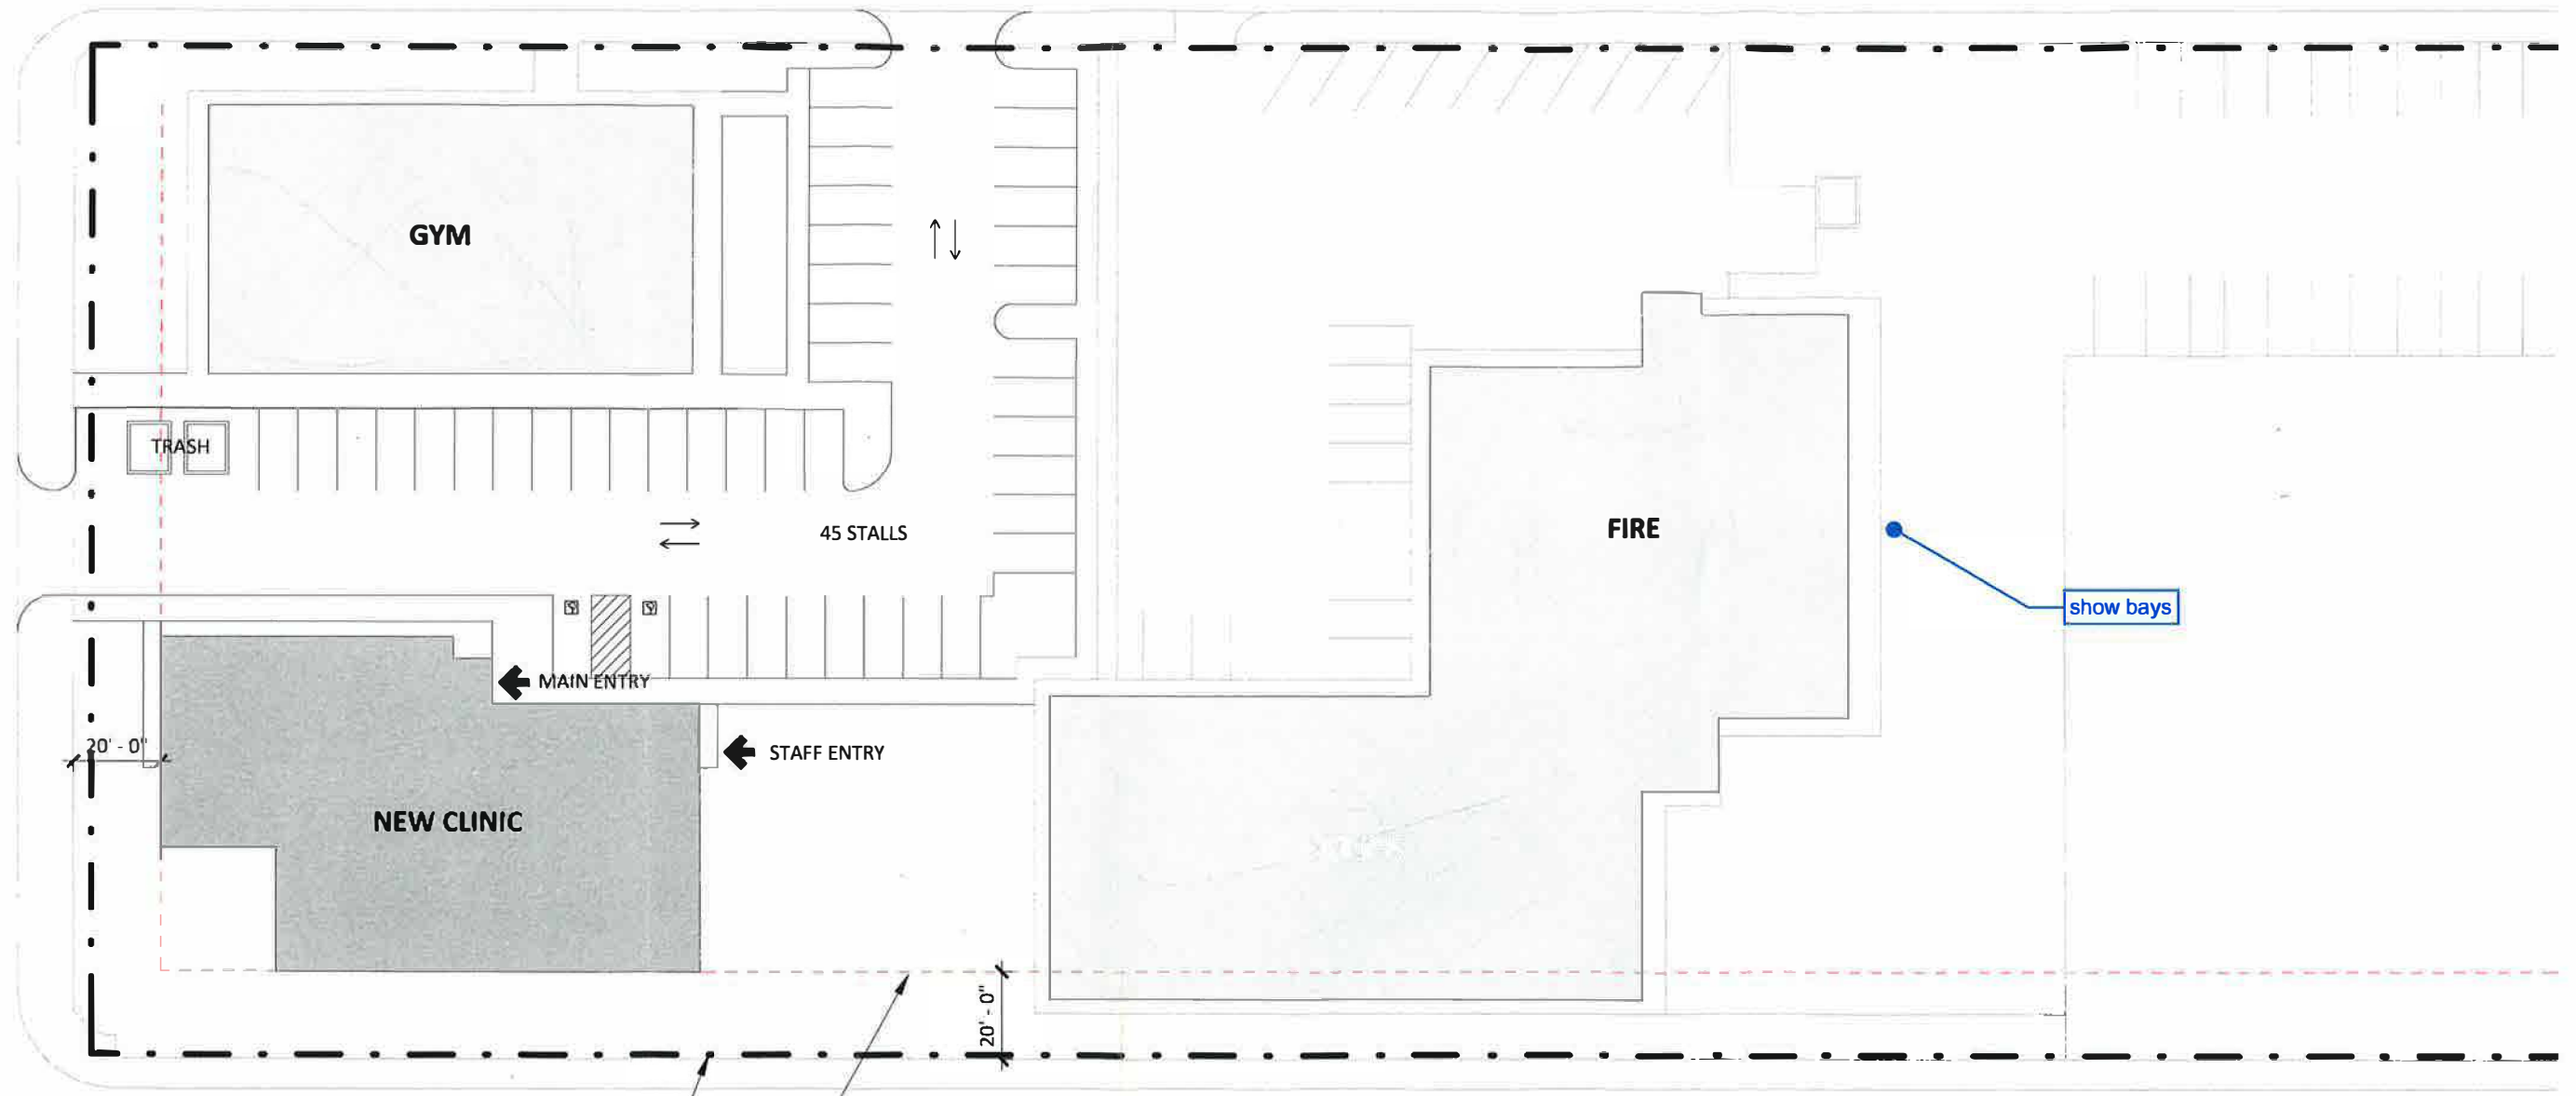 GYM
TRASH
45 STALLS
FIRE
show bays
MAIN ENTRY
20' - 0"
STAFF ENTRY
NEW CLINIC
20' - 0"